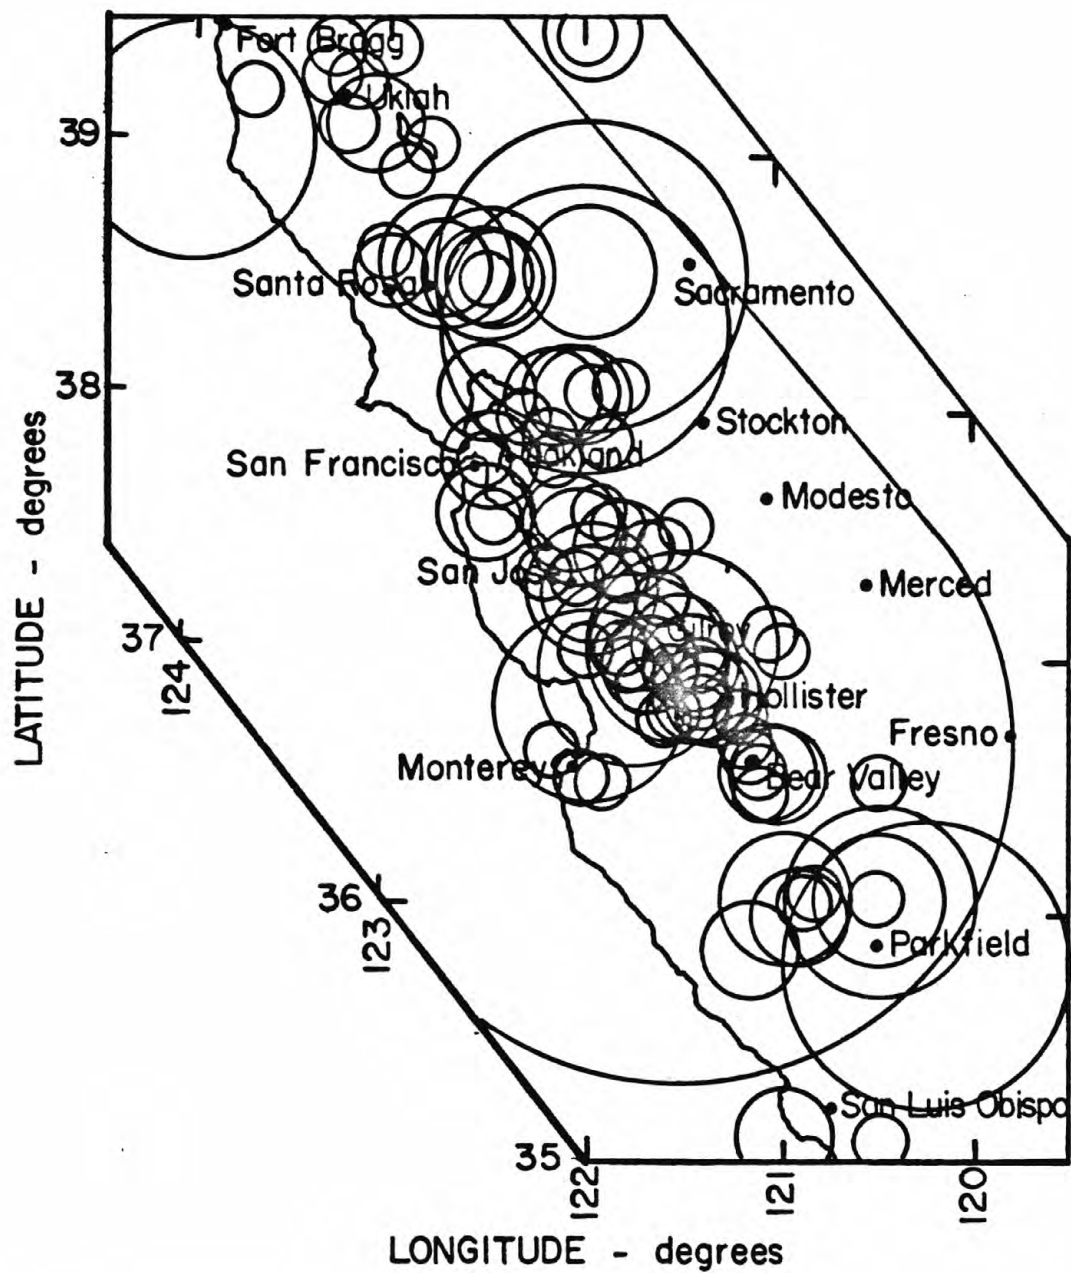 Fort Bragg
Ukiah
39
Santa Rosa
Sacramento
38
Stockton
San Francisco
Oakland
Modesto
San Jose
Merced
37
Gilroy
124
Hollister
Fresno
Monterey
Bear Valley
36
123
Parkfield
San Luis Obispo
35
122
121
120
LATITUDE - degrees
LONGITUDE - degrees